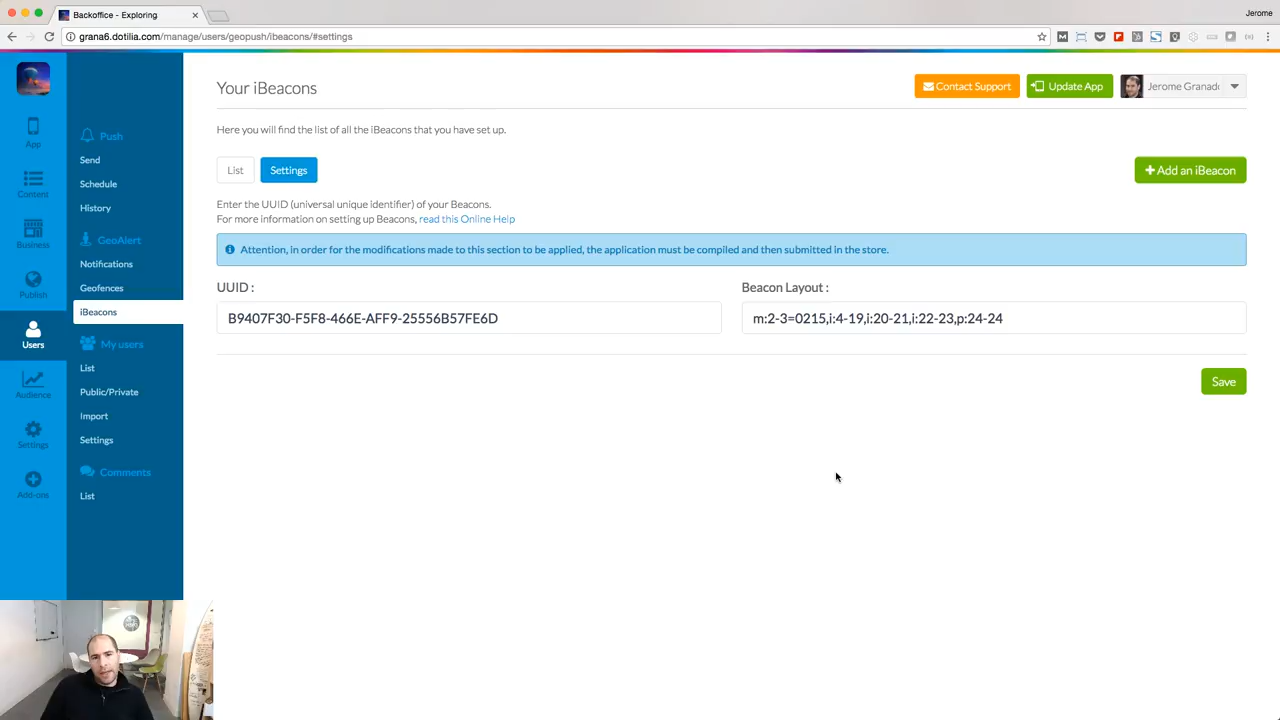 Backoffice - Exploring
Jerome
grana6.dotilia.com/manage/users/geopush/ibeacons/#settings
App
Content
Business
Publish
Users
Audience
Settings
Add-ons
Push
Send
Schedule
History
GeoAlert
Notifications
Geofences
iBeacons
My users
List
Public/Private
Import
Settings
Comments
List
Your iBeacons
Contact Support
Update App
Jerome Granad
Here you will find the list of all the iBeacons that you have set up.
List
Settings
Add an iBeacon
Enter the UUID (universal unique identifier) of your Beacons.
For more information on setting up Beacons, read this Online Help
Attention, in order for the modifications made to this section to be applied, the application must be compiled and then submitted in the store.
UUID :
Beacon Layout :
B9407F30-F5F8-466E-AFF9-25556B57FE6D
m:2-3=0215,i:4-19,i:20-21,i:22-23,p:24-24
Save